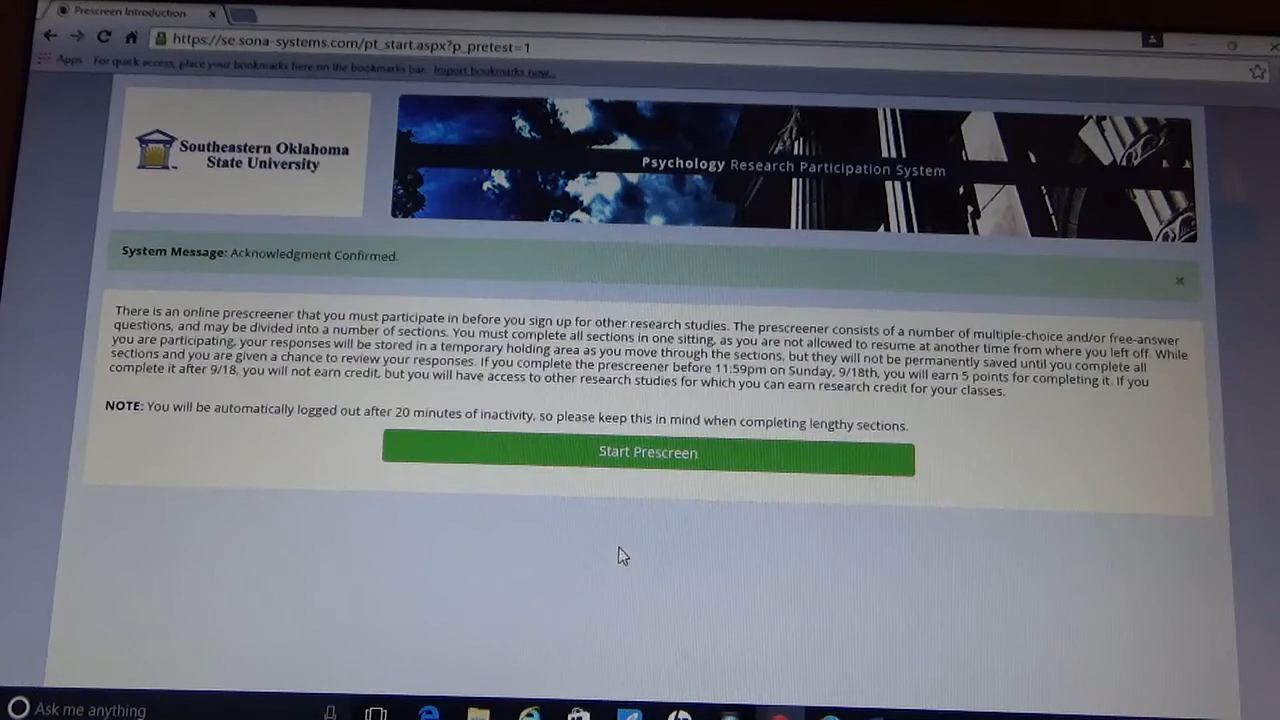 Prescreen Introduction
https://se.sona-systems.com/pt_start.aspx?p_pretest=1
Apps For quick access, place your bookmarks here on the bookmarks bar. Import bookmarks now...
Southeastern Oklahoma
State University
Psychology Research Participation System
System Message: Acknowledgment Confirmed.
There is an online prescreener that you must participate in before you sign up for other research studies. The prescreener consists of a number of multiple-choice and/or free-answer
questions, and may be divided into a number of sections. You must complete all sections in one sitting, as you are not allowed to resume at another time from where you left off. While
you are participating, your responses will be stored in a temporary holding area as you move through the sections, but they will not be permanently saved until you complete all
sections and you are given a chance to review your responses. If you complete the prescreener before 11:59pm on Sunday, 9/18th, you will earn 5 points for completing it. If you
complete it after 9/18, you will not earn credit, but you will have access to other research studies for which you can earn research credit for your classes.
NOTE: You will be automatically logged out after 20 minutes of inactivity, so please keep this in mind when completing lengthy sections.
Start Prescreen
Ask me anything